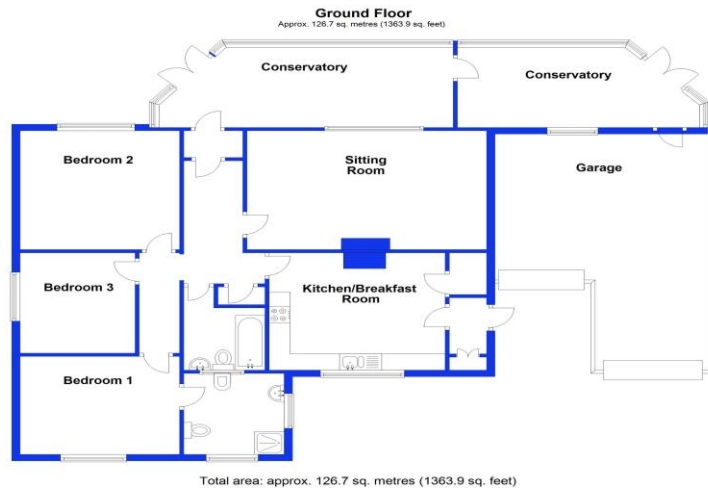 Ground Floor
Approx. 126.7 sq. metres (1363.9 sq. feet)
Conservatory
Conservatory
Bedroom 2
Sitting
Room
Garage
Bedroom 3
Kitchen/Breakfast
Room
Bedroom 1
Total area: approx. 126.7 sq. metres (1363.9 sq. feet)